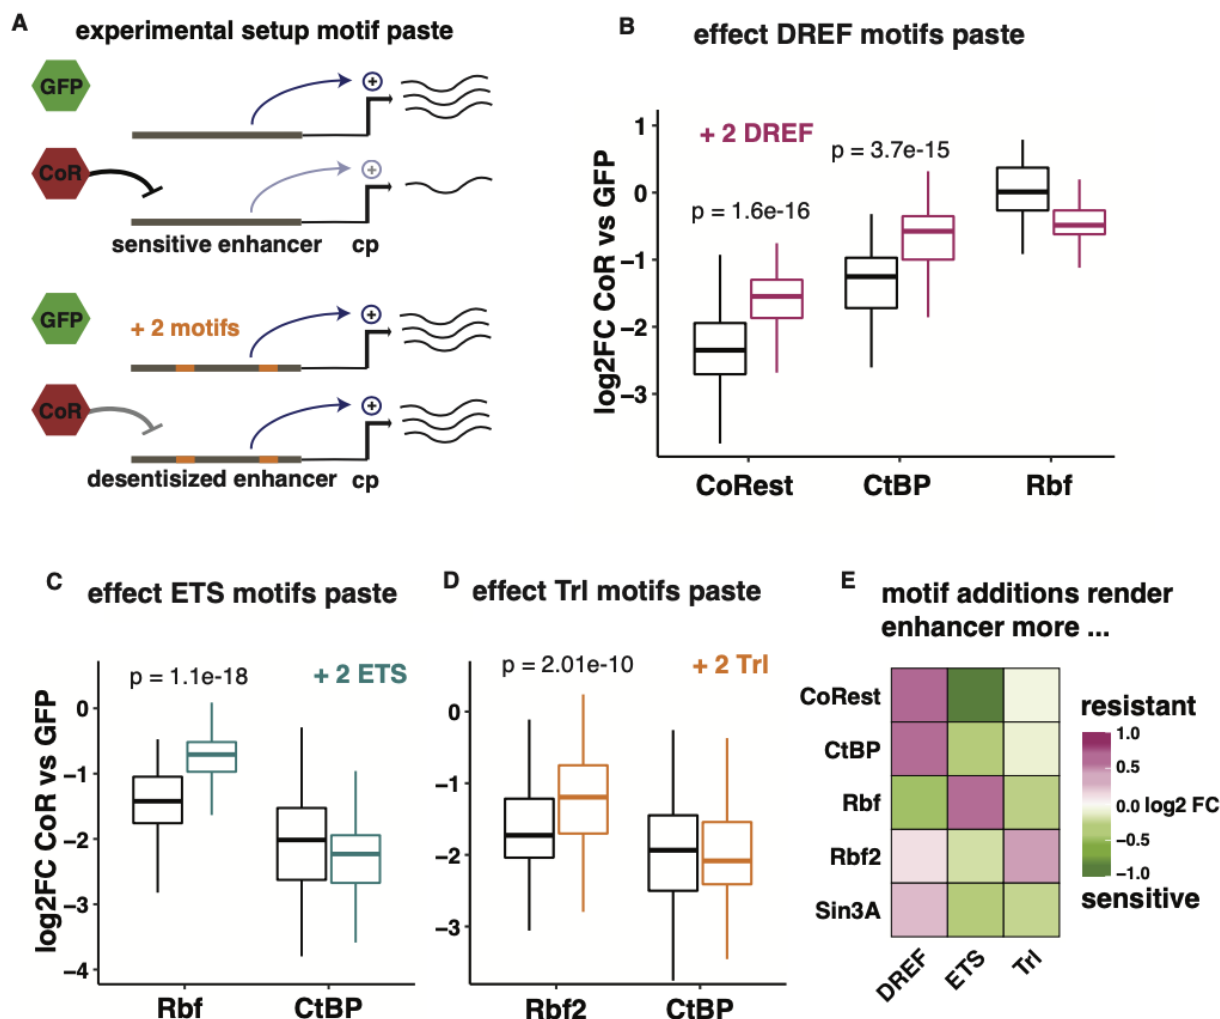 A
experimental setup motif paste
GFP
CoR
sensitive enhancer cp
GFP
+ 2 motifs
CoR
desentisized enhancer cp
B
effect DREF motifs paste
+ 2 DREF
p = 1.6e-16
p = 3.7e-15
log2FC CoR vs GFP
1
0
−1
−2
−3
CoRest CtBP Rbf
C
effect ETS motifs paste
p = 1.1e-18
+ 2 ETS
log2FC CoR vs GFP
0
−1
−2
−3
−4
Rbf CtBP
D
effect Trl motifs paste
p = 2.01e-10
+ 2 Trl
0
−1
−2
−3
Rbf2 CtBP
E
motif additions render
enhancer more ...
CoRest
CtBP
Rbf
Rbf2
Sin3A
DREF ETS Trl
resistant
1.0
0.5
0.0 log2 FC
−0.5
−1.0
sensitive